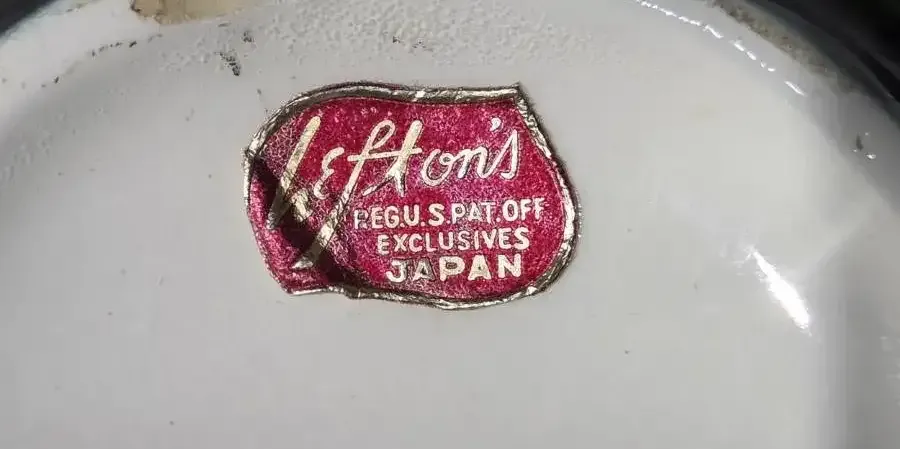 Lefton's
REG.U.S.PAT.OFF
EXCLUSIVES
JAPAN